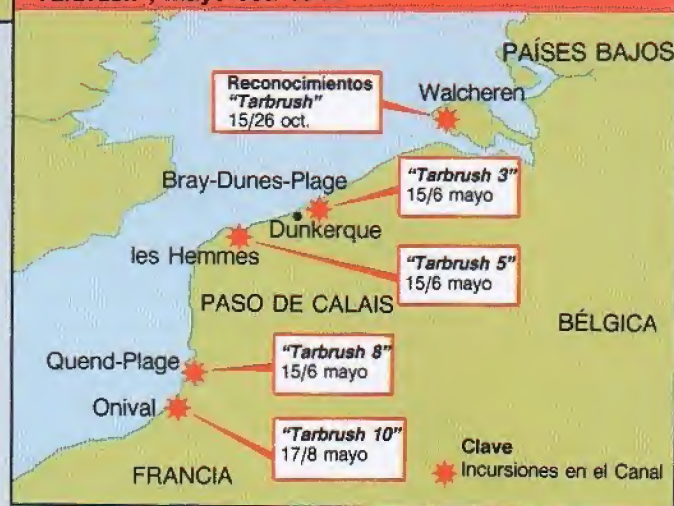 PAÍSES BAJOS
Reconocimientos
"Tarbrush"
15/26 oct.
Walcheren
Bray-Dunes-Plage
"Tarbrush 3"
15/6 mayo
Dunkerque
les Hemmes
"Tarbrush 5"
15/6 mayo
PASO DE CALAIS
BÉLGICA
Quend-Plage
"Tarbrush 8"
15/6 mayo
Onival
"Tarbrush 10"
17/8 mayo
FRANCIA
Clave
Incursiones en el Canal